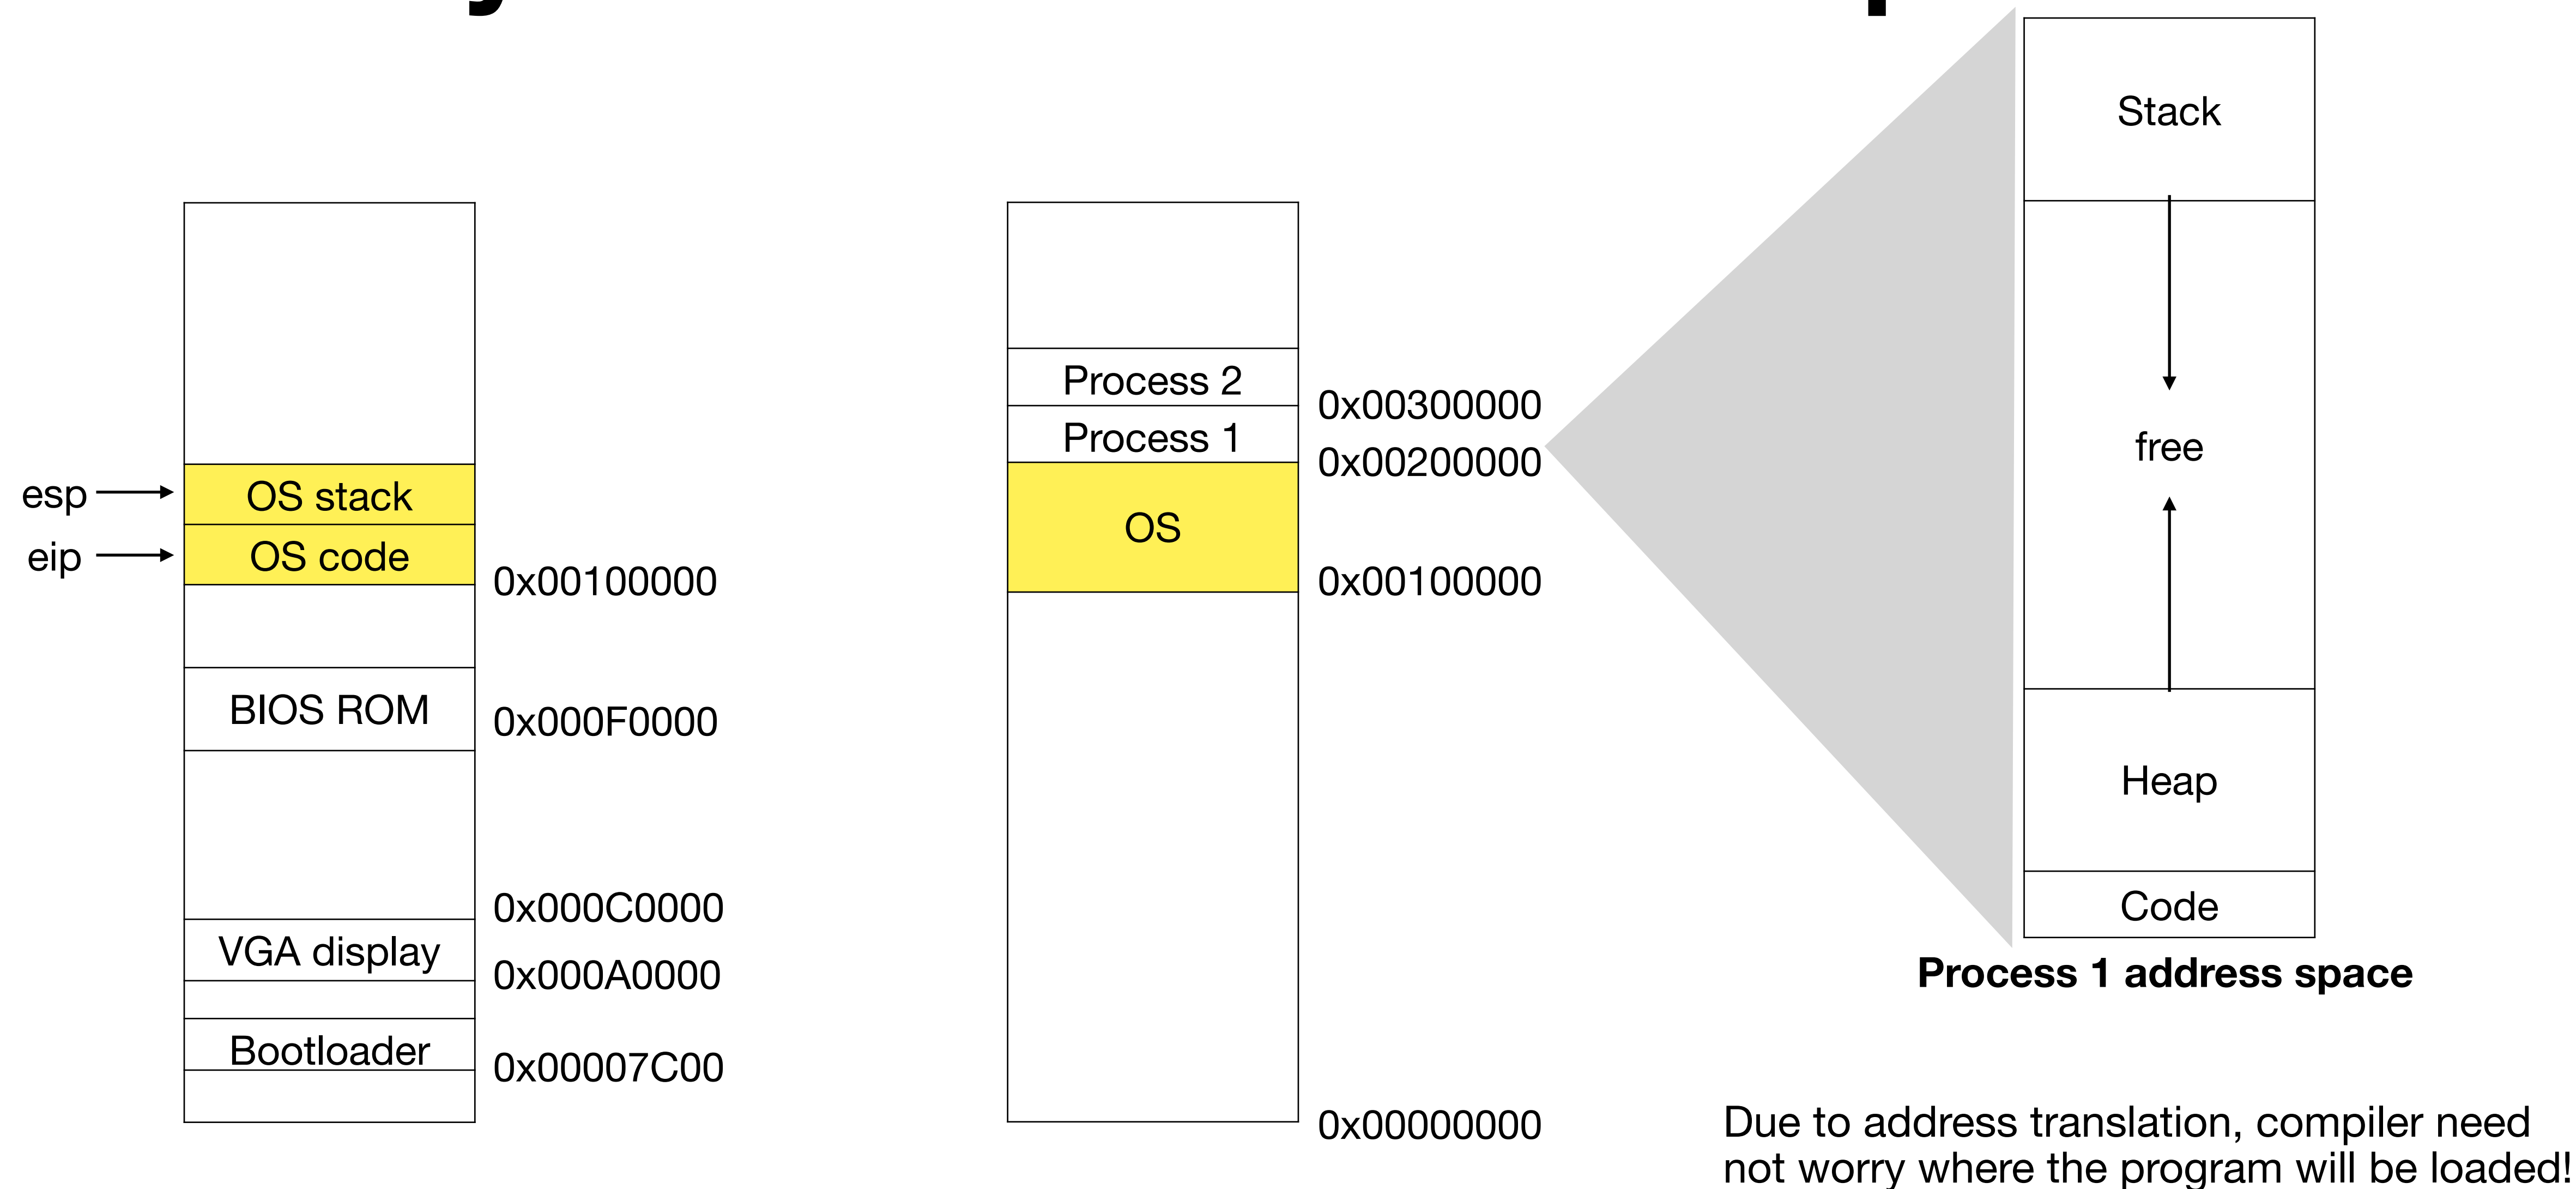 Stack
Process 2
0x00300000
Process 1
0x00200000
free
esp
OS stack
OS
eip
OS code
0x00100000
0x00100000
BIOS ROM
0x000F0000
Heap
0x000C0000
Code
VGA display
0x000A0000
Process 1 address space
Bootloader
0x00007C00
0x00000000
Due to address translation, compiler need
not worry where the program will be loaded!